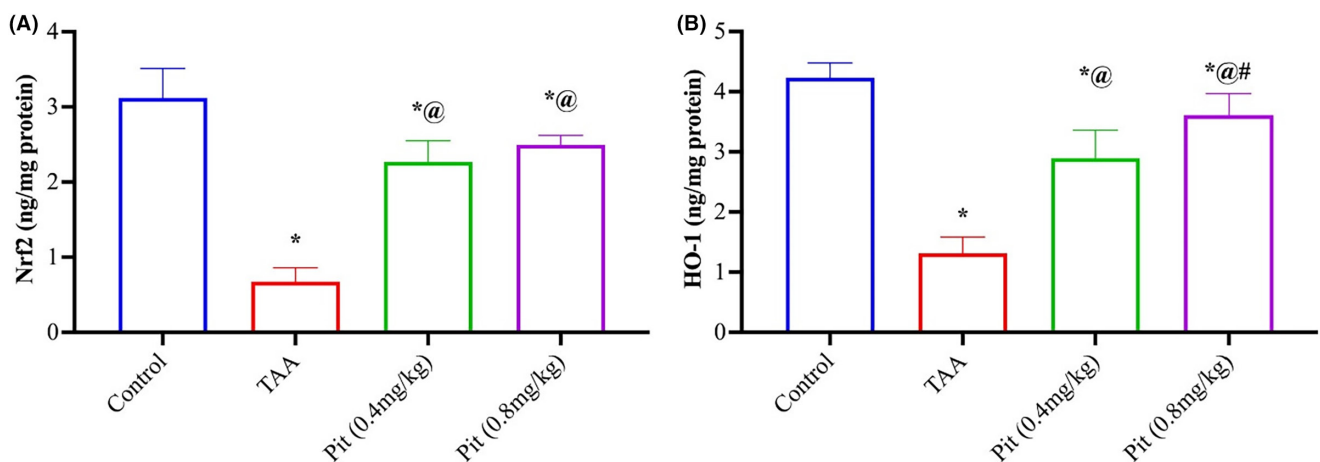 (A)
Nrf2 (ng/mg protein)
4
3
2
1
0
*
*@
*@
Control
TAA
Pit (0.4mg/kg)
Pit (0.8mg/kg)
(B)
HO-1 (ng/mg protein)
5
4
3
2
1
0
*
*@
*@#
Control
TAA
Pit (0.4mg/kg)
Pit (0.8mg/kg)